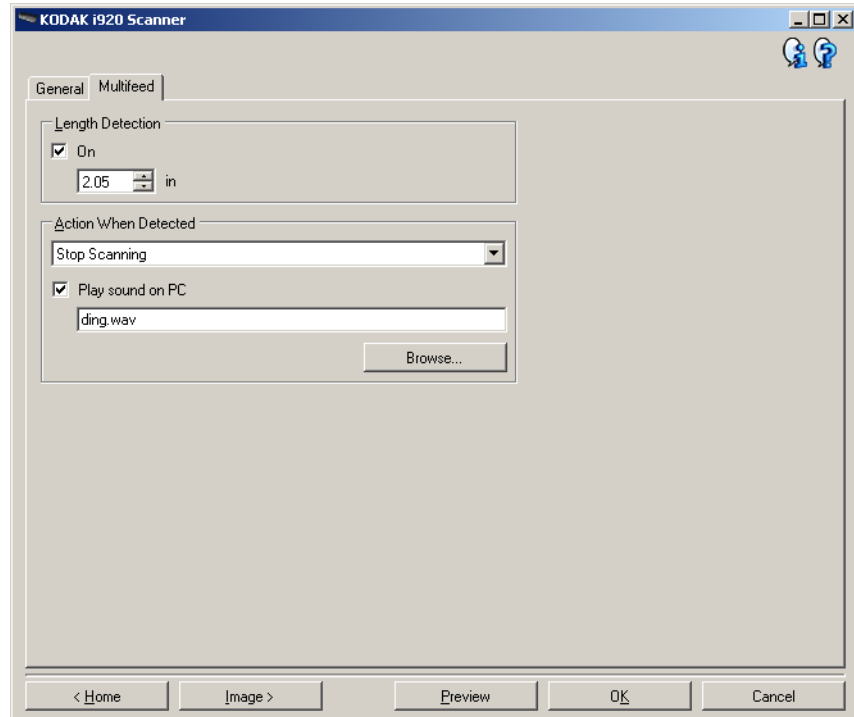 KODAK i920 Scanner
General Multifeed
Length Detection
On
2.05 in
Action When Detected
Stop Scanning
Play sound on PC
ding.wav
Browse...
< Home Image > Preview OK Cancel